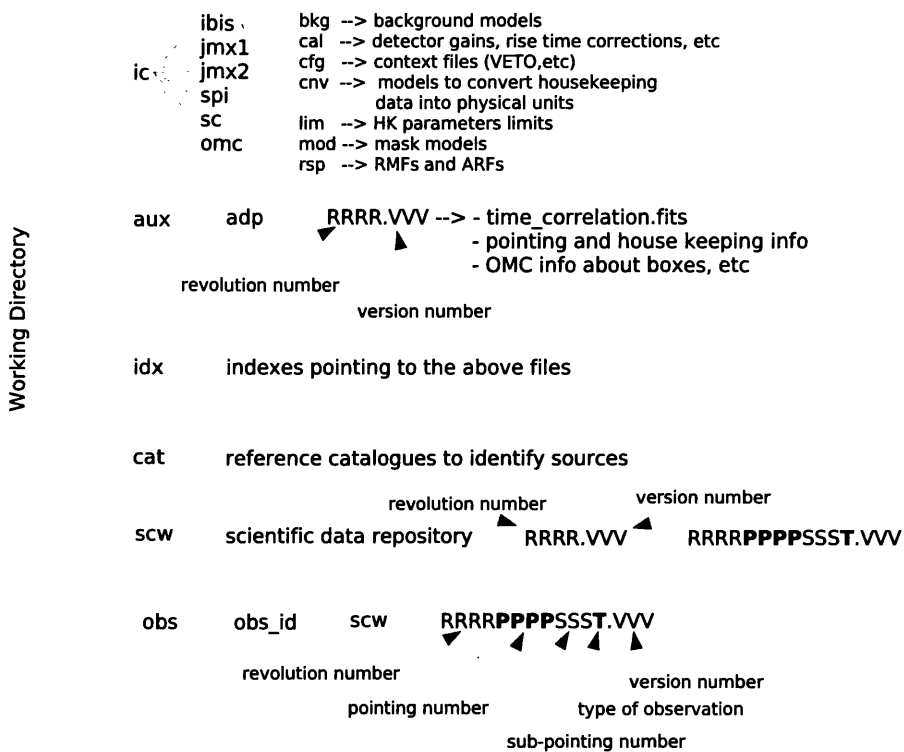 ibis
jmx1
ic jmx2
spi
sc
omc
bkg --> background models
cal --> detector gains, rise time corrections, etc
cfg --> context files (VETO,etc)
cnv --> models to convert housekeeping
data into physical units
lim --> HK parameters limits
mod --> mask models
rsp --> RMFs and ARFs
Working Directory
aux adp RRRR.VVV --> - time_correlation.fits
- pointing and house keeping info
- OMC info about boxes, etc
revolution number
version number
idx indexes pointing to the above files
cat reference catalogues to identify sources
revolution number version number
scw scientific data repository RRRR.VVV RRRRPPPPSSST.VVV
obs obs_id scw RRRRPPPPSSST.VVV
revolution number
version number
pointing number type of observation
sub-pointing number